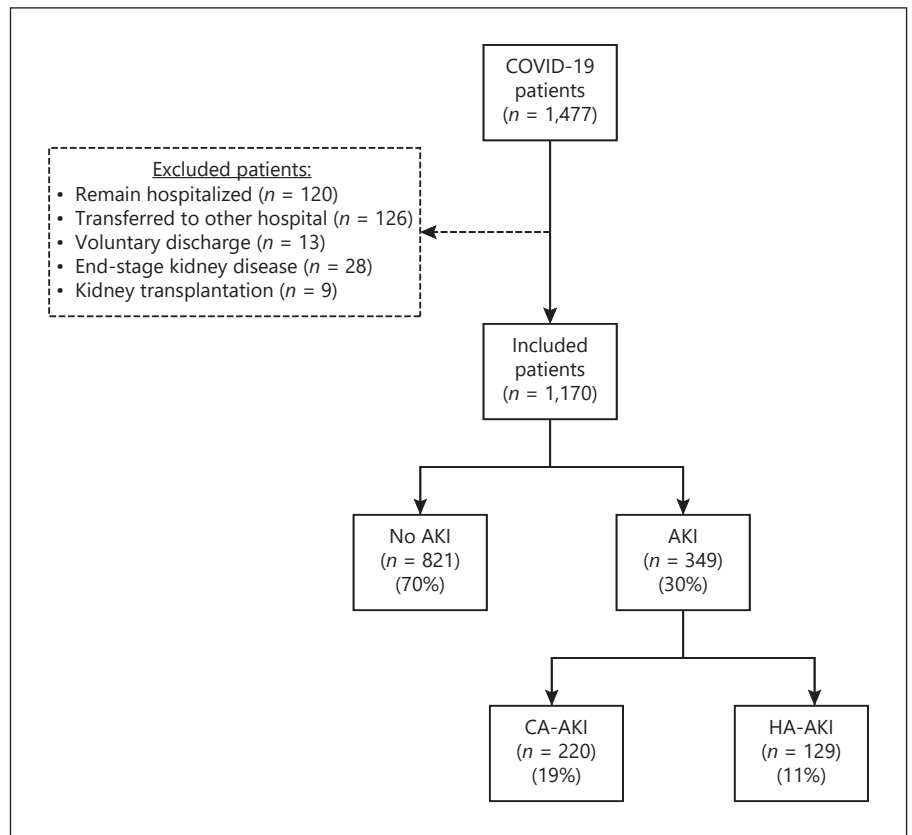 COVID-19
patients
(n = 1,477)
Excluded patients:
• Remain hospitalized (n = 120)
• Transferred to other hospital (n = 126)
• Voluntary discharge (n = 13)
• End-stage kidney disease (n = 28)
• Kidney transplantation (n = 9)
Included
patients
(n = 1,170)
No AKI
(n = 821)
(70%)
AKI
(n = 349)
(30%)
CA-AKI
(n = 220)
(19%)
HA-AKI
(n = 129)
(11%)